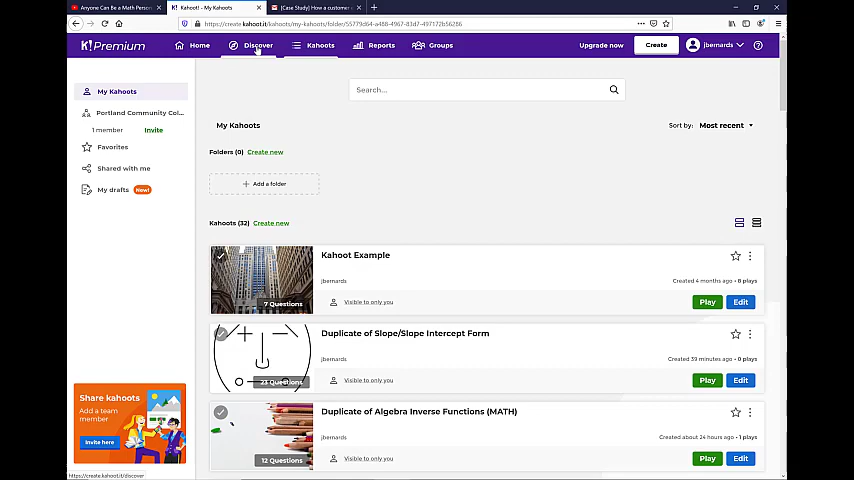 Anyone Can Be a Math Person
Kahoot! - My Kahoots
[Case Study] How a customer
https://create.kahoot.it/kahoots/my-kahoots/folder/55779d64-a488-4967-83d7-497172b56286
K! Premium
Home
Discover
Kahoots
Reports
Groups
Upgrade now
Create
jbernards
My Kahoots
Portland Community Col...
1 member
Invite
Favorites
Shared with me
My drafts
New!
Search...
My Kahoots
Sort by: Most recent
Folders (0) Create new
+ Add a folder
Kahoots (32) Create new
Kahoot Example
jbernards
Created 4 months ago • 8 plays
7 Questions
Visible to only you
Play
Edit
Duplicate of Slope/Slope Intercept Form
jbernards
Created 39 minutes ago • 0 plays
23 Questions
Visible to only you
Play
Edit
Duplicate of Algebra Inverse Functions (MATH)
jbernards
Created about 24 hours ago • 1 plays
12 Questions
Visible to only you
Play
Edit
Share kahoots
Add a team
member
Invite here
https://create.kahoot.it/discover